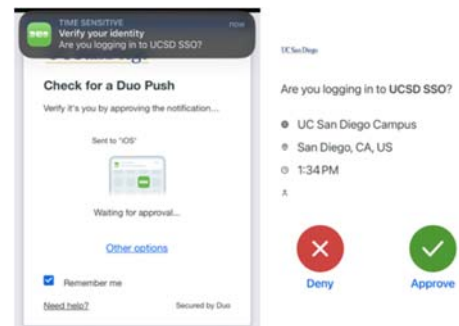 TIME SENSITIVE now
Verify your identity
Are you logging in to UCSD SSO?
Check for a Duo Push
Verify it's you by approving the notification...
Sent to "iOS"
Waiting for approval...
Other options
Remember me
Need help? Secured by Duo
UC San Diego
Are you logging in to UCSD SSO?
UC San Diego Campus
San Diego, CA, US
1:34 PM
Deny Approve